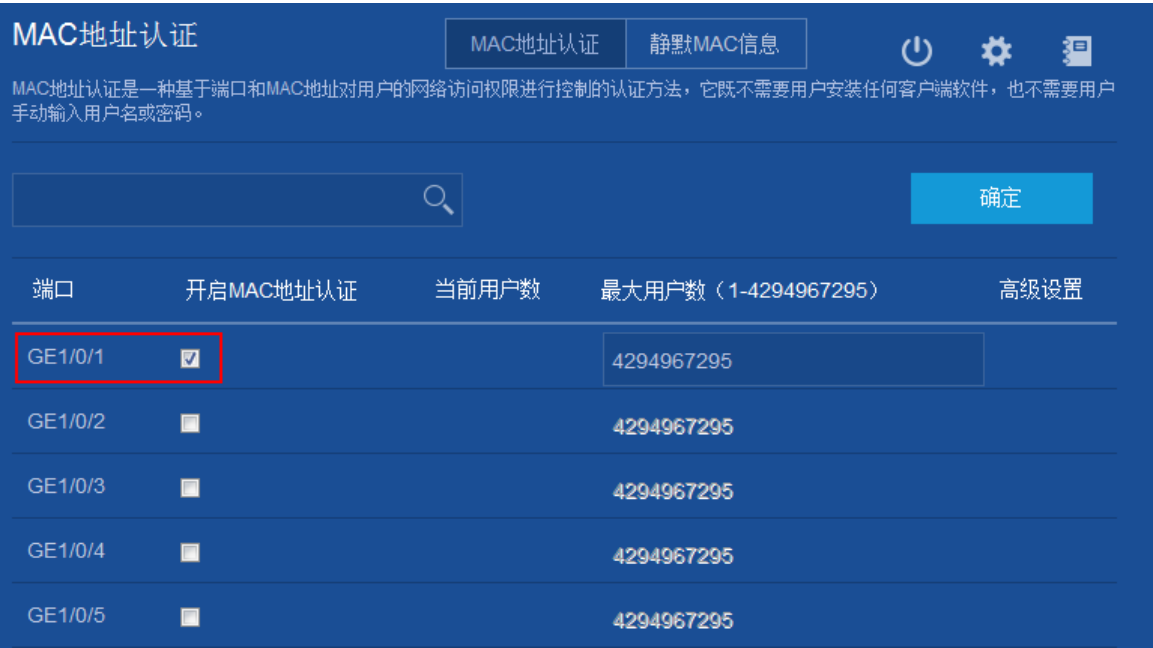 MAC地址认证
MAC地址认证 静默MAC信息
MAC地址认证是一种基于端口和MAC地址对用户的网络访问权限进行控制的认证方法，它既不需要用户安装任何客户端软件，也不需要用户
手动输入用户名或密码。
确定
端口 开启MAC地址认证 当前用户数 最大用户数（1-4294967295） 高级设置
GE1/0/1 4294967295
GE1/0/2 4294967295
GE1/0/3 4294967295
GE1/0/4 4294967295
GE1/0/5 4294967295